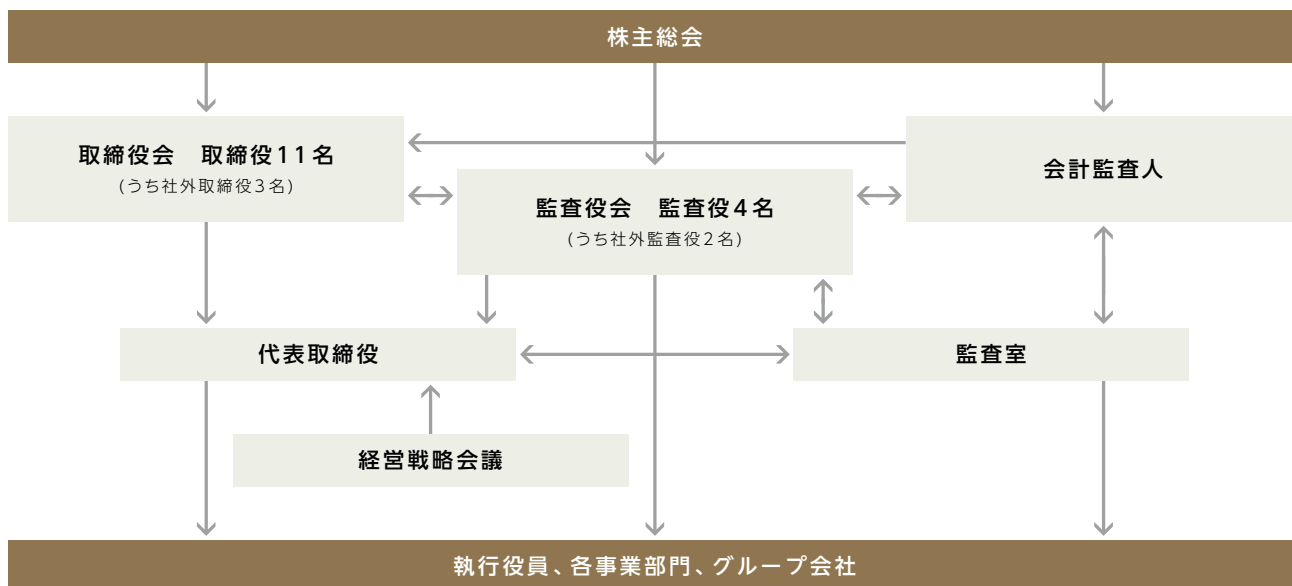 株主総会
取締役会　取締役11名
(うち社外取締役3名)
会計監査人
監査役会　監査役4名
(うち社外監査役2名)
代表取締役
監査室
経営戦略会議
執行役員、各事業部門、グループ会社